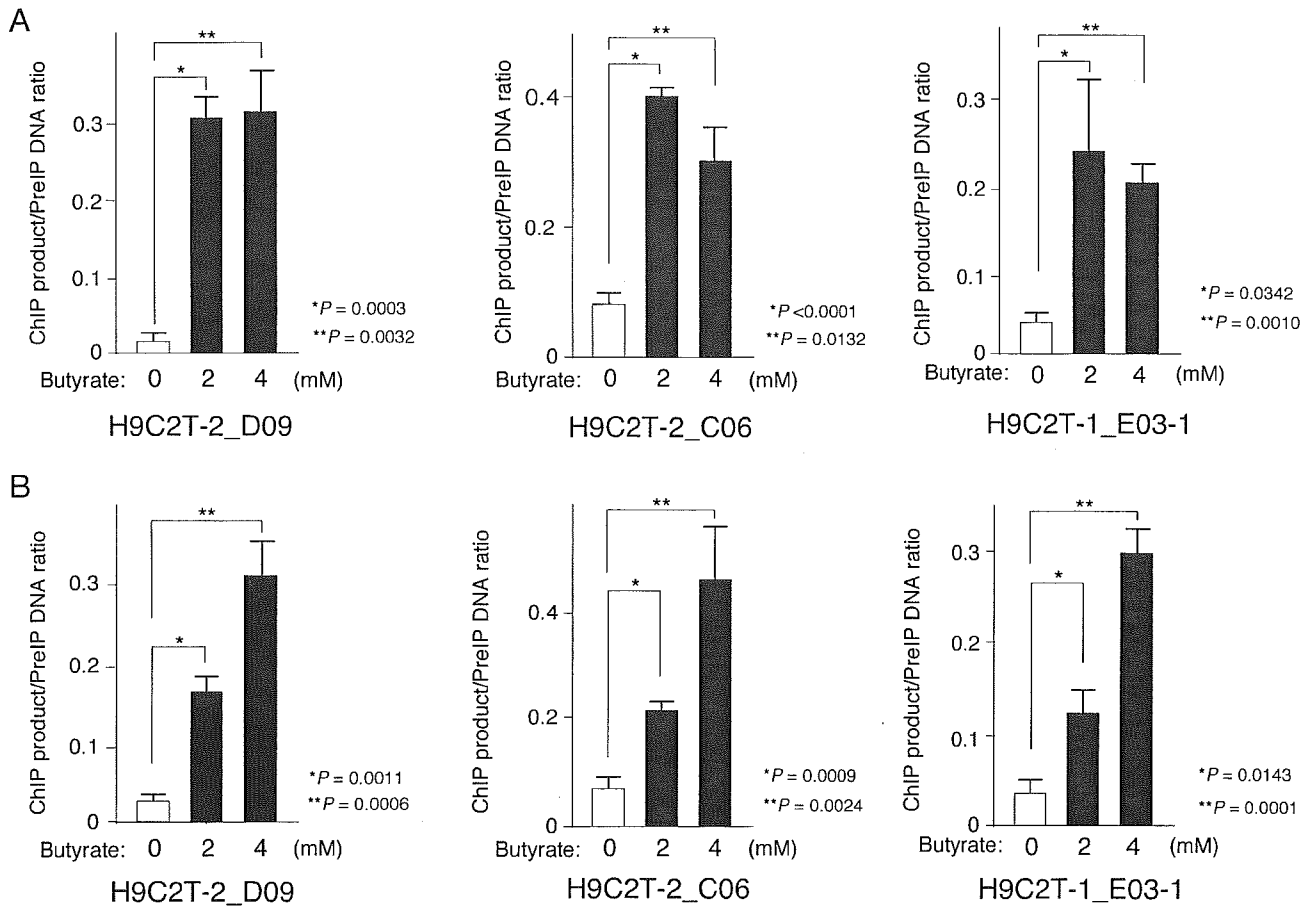 A
ChIP product/PreIP DNA ratio
0.3
0.2
0.1
0
*
**
*P = 0.0003
**P = 0.0032
Butyrate: 0 2 4 (mM)
H9C2T-2_D09
ChIP product/PreIP DNA ratio
0.4
0.2
0
*
**
*P <0.0001
**P = 0.0132
Butyrate: 0 2 4 (mM)
H9C2T-2_C06
ChIP product/PreIP DNA ratio
0.3
0.2
0.1
0
*
**
*P = 0.0342
**P = 0.0010
Butyrate: 0 2 4 (mM)
H9C2T-1_E03-1
B
ChIP product/PreIP DNA ratio
0.3
0.2
0.1
0
*
**
*P = 0.0011
**P = 0.0006
Butyrate: 0 2 4 (mM)
H9C2T-2_D09
ChIP product/PreIP DNA ratio
0.4
0.2
0
*
**
*P = 0.0009
**P = 0.0024
Butyrate: 0 2 4 (mM)
H9C2T-2_C06
ChIP product/PreIP DNA ratio
0.3
0.2
0.1
0
*
**
*P = 0.0143
**P = 0.0001
Butyrate: 0 2 4 (mM)
H9C2T-1_E03-1